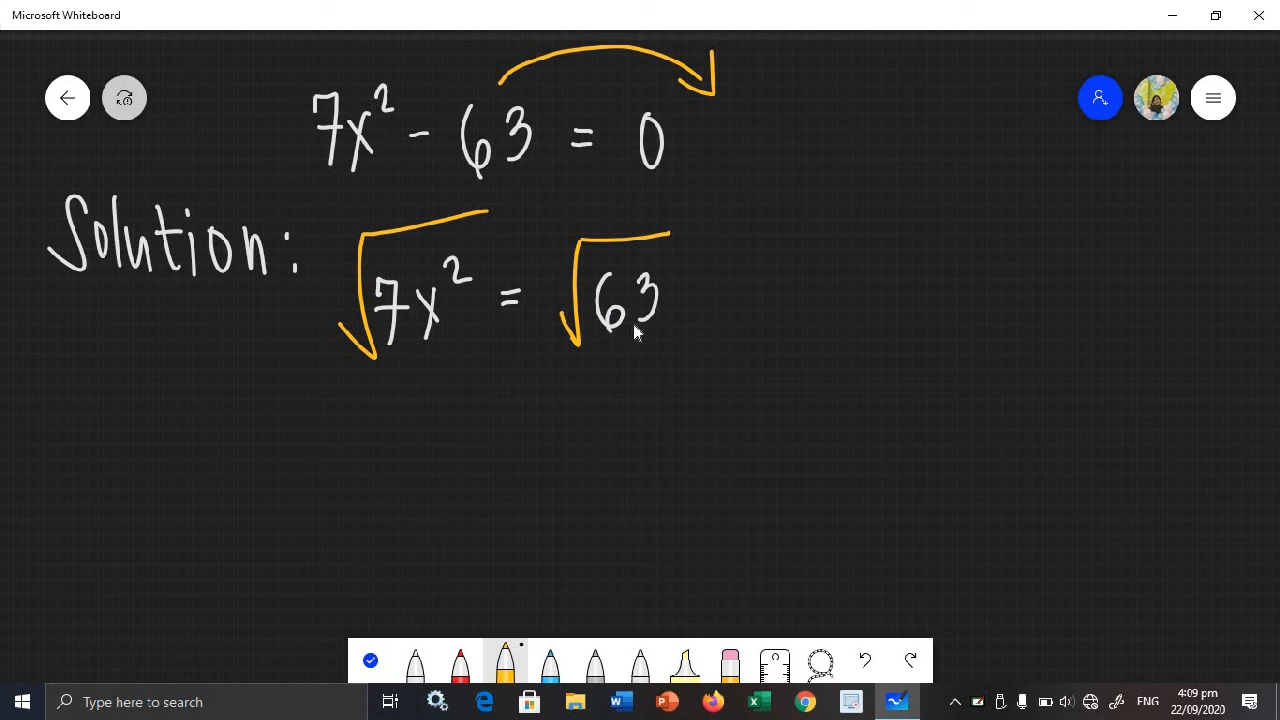 Microsoft Whiteboard
7x² - 63 = 0
Solution:
√7x² = √63
Type here to search
ENG
4:09 pm
22/09/2020